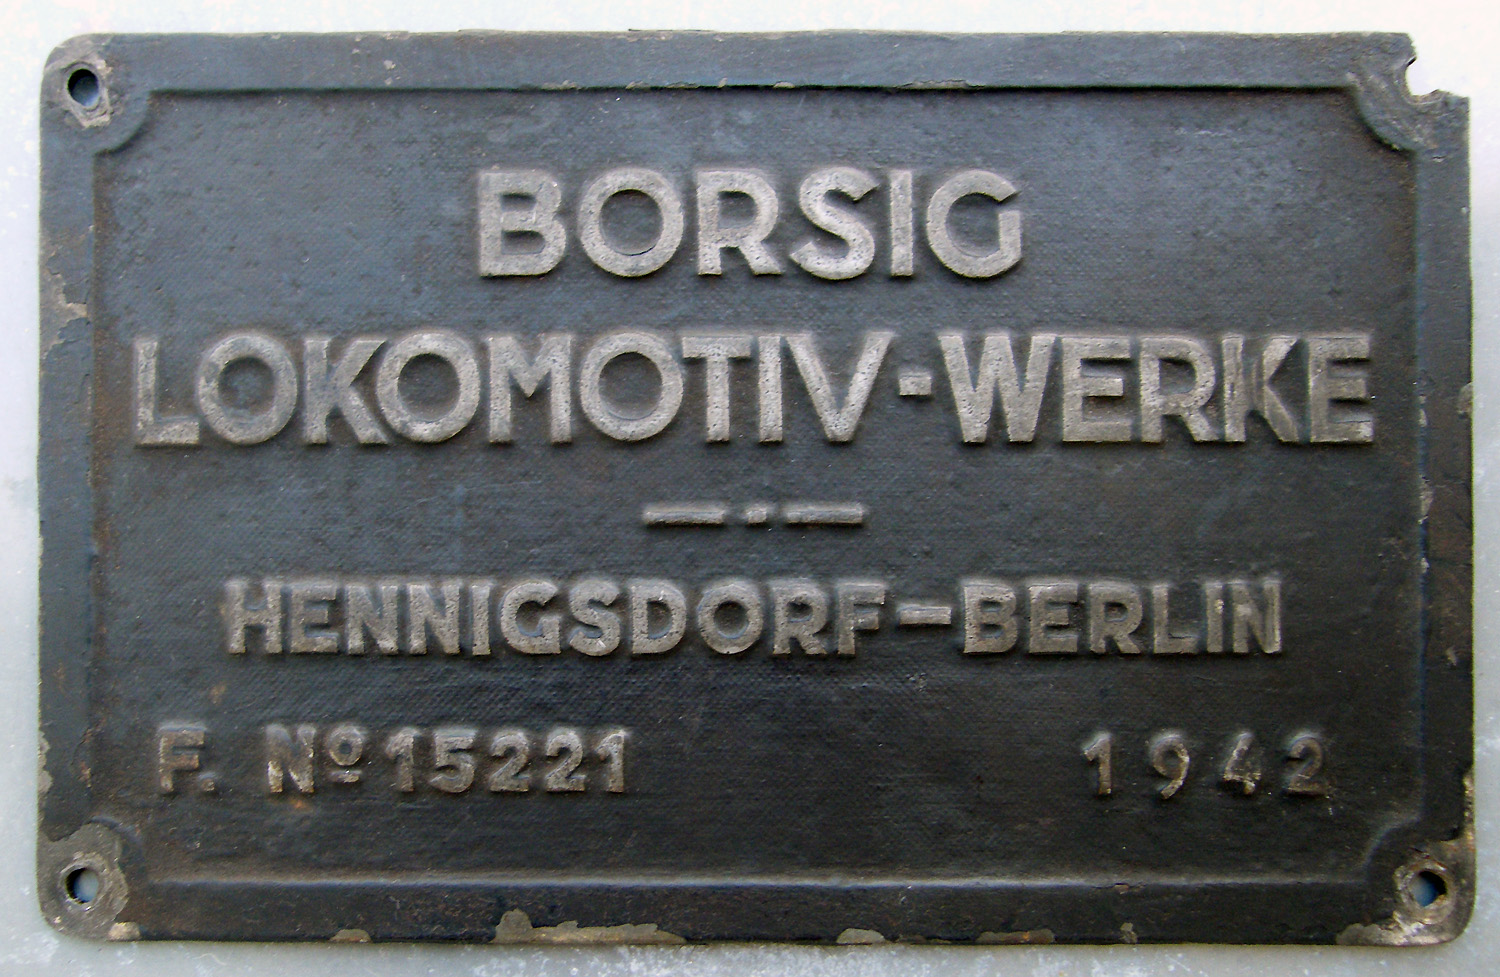 BORSIG
LOKOMOTIV-WERKE
HENNIGSDORF-BERLIN
F. Nº 15221 1942